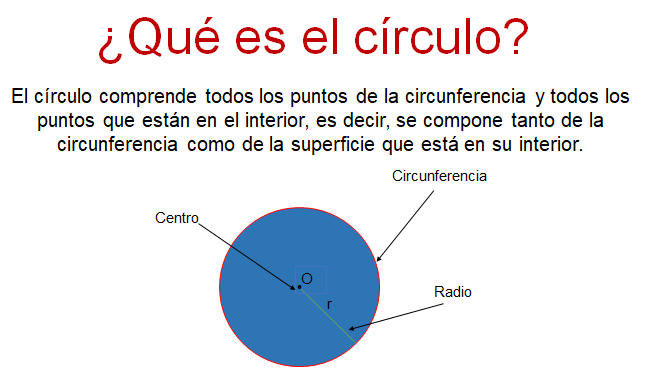 ¿Qué es el círculo?
El círculo comprende todos los puntos de la circunferencia y todos los
puntos que están en el interior, es decir, se compone tanto de la
circunferencia como de la superficie que está en su interior.
Circunferencia
Centro
O
r
Radio